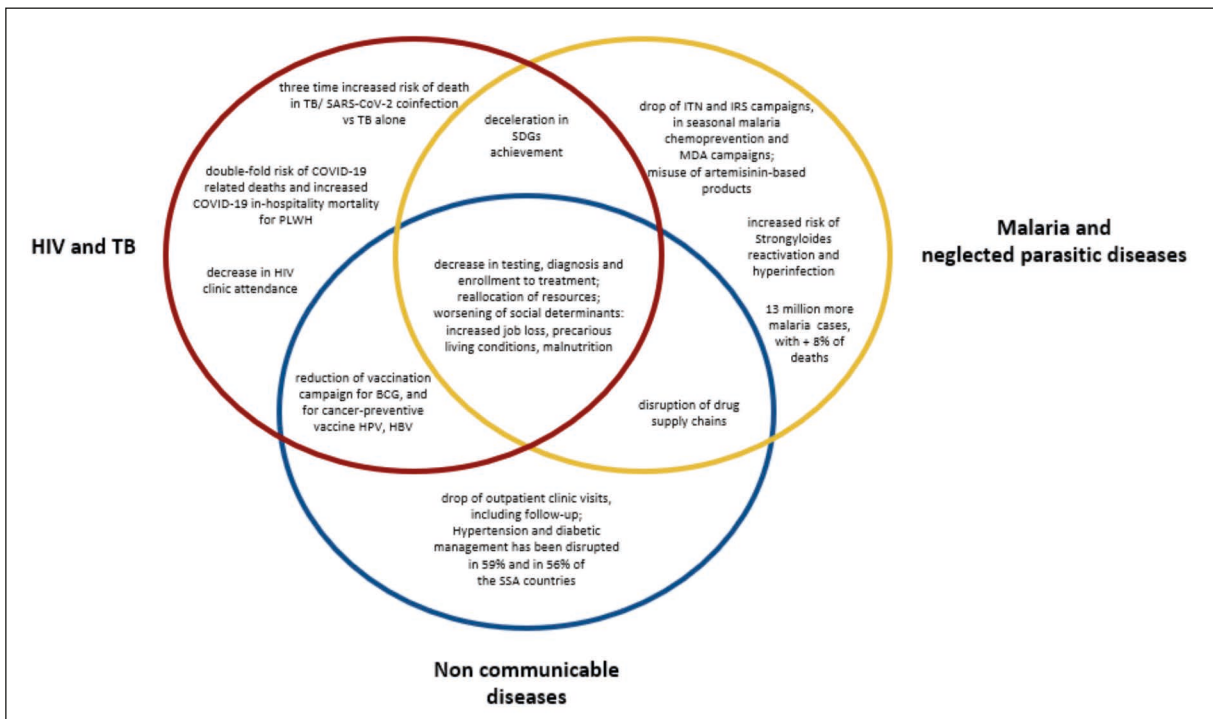 three time increased risk of death
in TB/ SARS-CoV-2 coinfection
vs TB alone
double-fold risk of COVID-19
related deaths and increased
COVID-19 in-hospitality mortality
for PLWH
HIV and TB
decrease in HIV
clinic attendance
deceleration in
SDGs
achievement
drop of ITN and IRS campaigns,
in seasonal malaria
chemoprevention and
MDA campaigns;
misuse of artemisinin-based
products
increased risk of
Strongyloides
reactivation and
hyperinfection
Malaria and
neglected parasitic diseases
13 million more
malaria cases,
with + 8% of
deaths
decrease in testing, diagnosis and
enrollment to treatment;
reallocation of resources;
worsening of social determinants:
increased job loss, precarious
living conditions, malnutrition
reduction of vaccination
campaign for BCG, and
for cancer-preventive
vaccine HPV, HBV
disruption of drug
supply chains
drop of outpatient clinic visits,
including follow-up;
Hypertension and diabetic
management has been disrupted
in 59% and in 56% of
the SSA countries
Non communicable
diseases